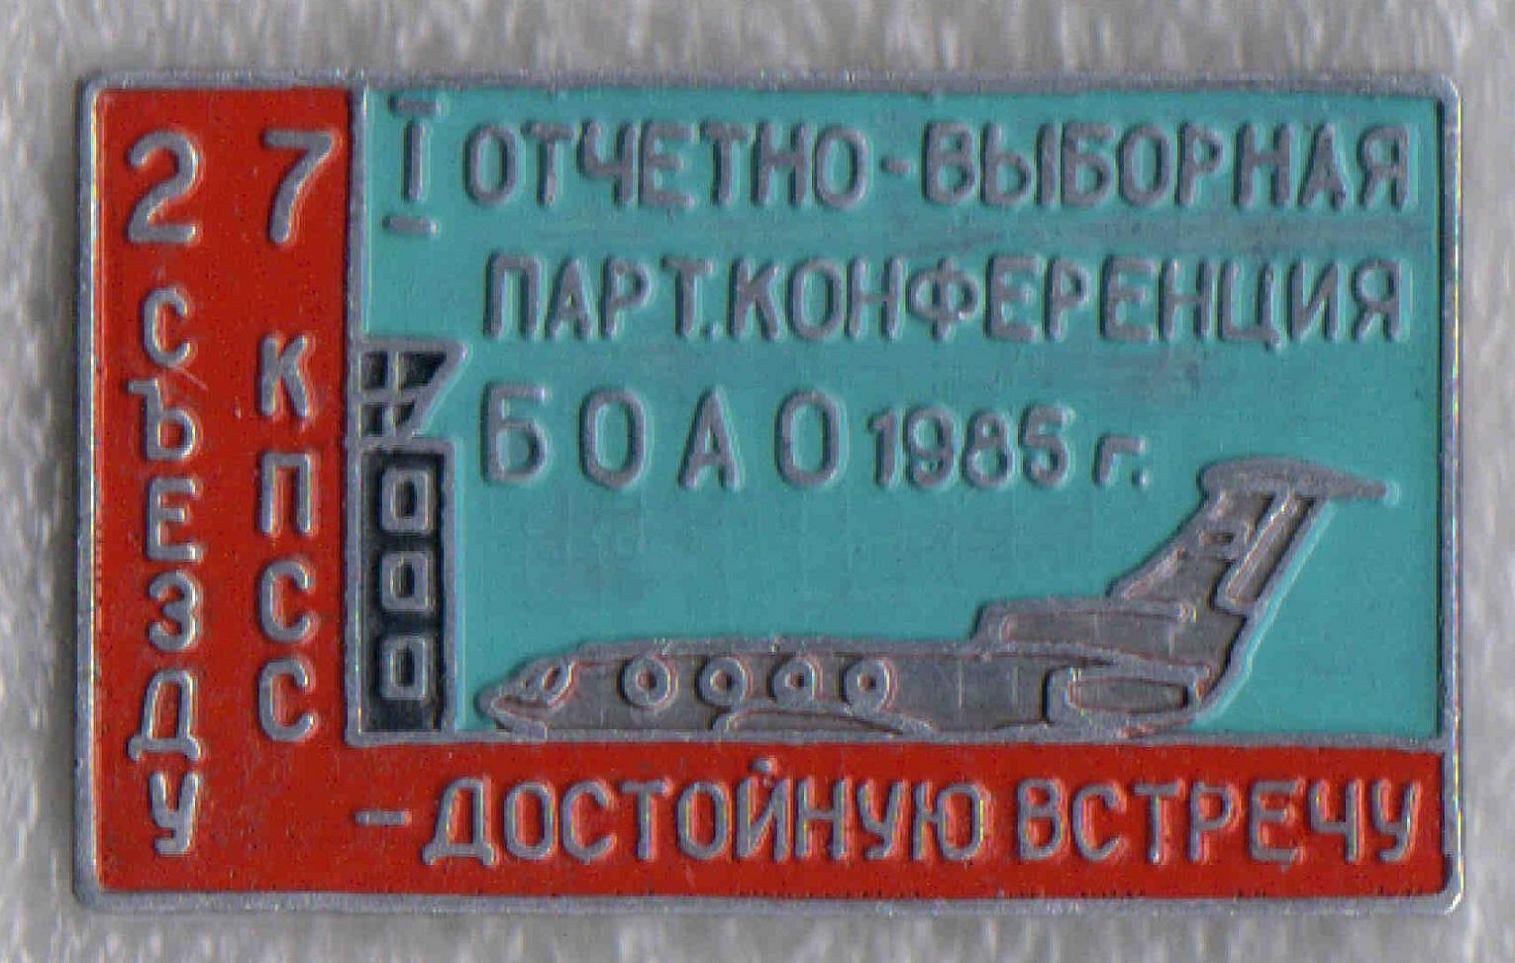 27
СЪЕЗДУ
КПСС
I ОТЧЕТНО-ВЫБОРНАЯ
ПАРТ.КОНФЕРЕНЦИЯ
БОАО 1985 г.
-ДОСТОЙНУЮ ВСТРЕЧУ